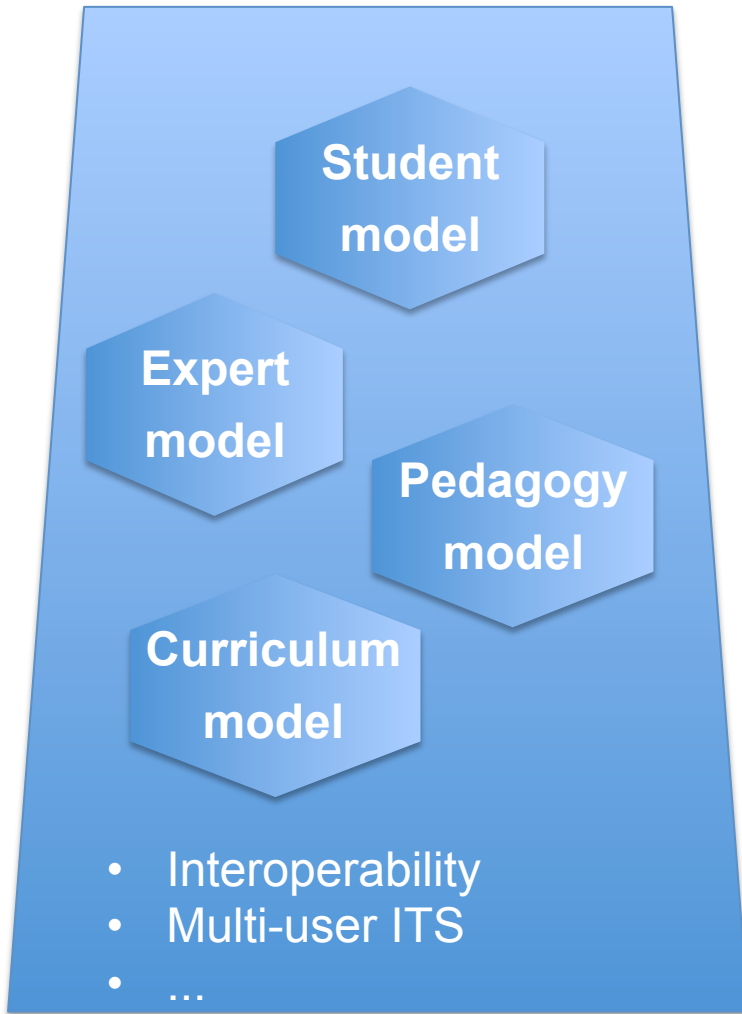 Student
model
Expert
model
Pedagogy
model
Curriculum
model
• Interoperability
• Multi-user ITS
• ...